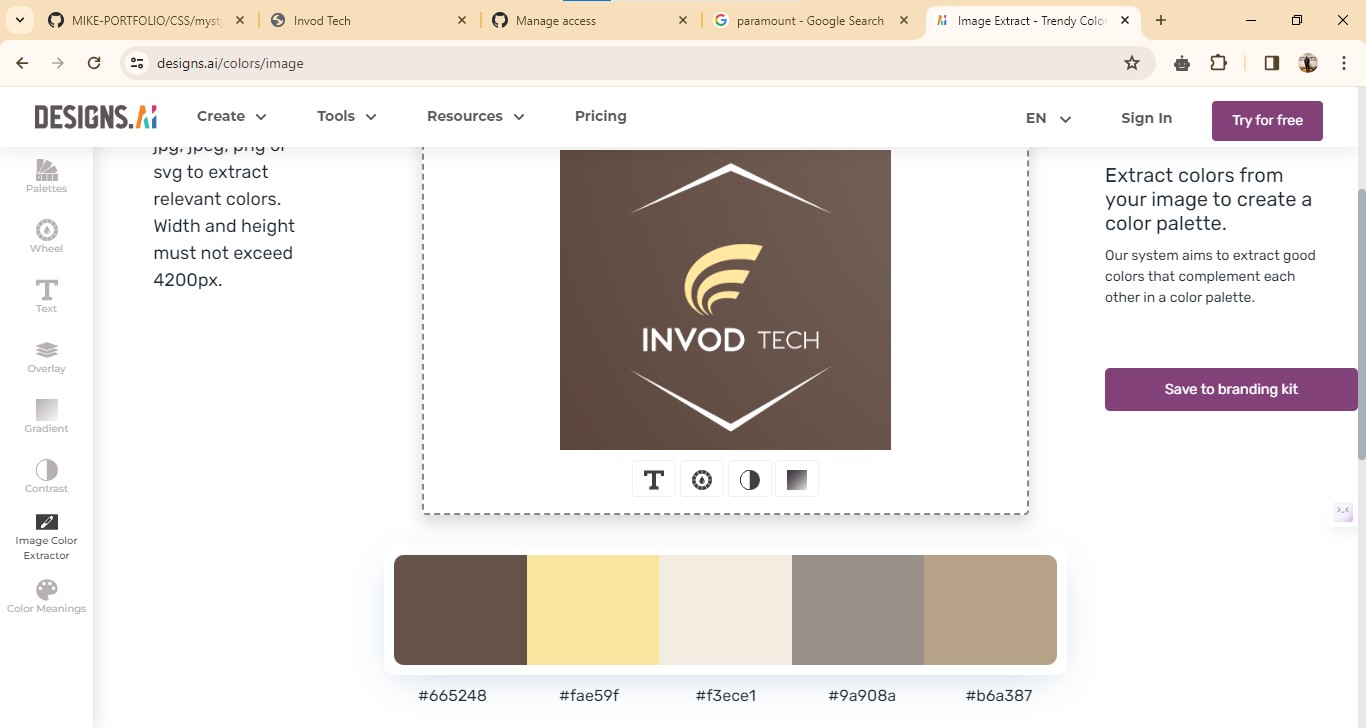 MIKE-PORTFOLIO/CSS/myst
Invod Tech
Manage access
paramount - Google Search
Image Extract - Trendy Color
designs.ai/colors/image
DESIGNS.Ai
Create
Tools
Resources
Pricing
EN
Sign In
Try for free
Palettes
Wheel
Text
Overlay
Gradient
Contrast
Image Color
Extractor
Color Meanings
jpg, jpeg, png or
svg to extract
relevant colors.
Width and height
must not exceed
4200px.
INVOD TECH
Extract colors from
your image to create a
color palette.
Our system aims to extract good
colors that complement each
other in a color palette.
Save to branding kit
#665248
#fae59f
#f3ece1
#9a908a
#b6a387